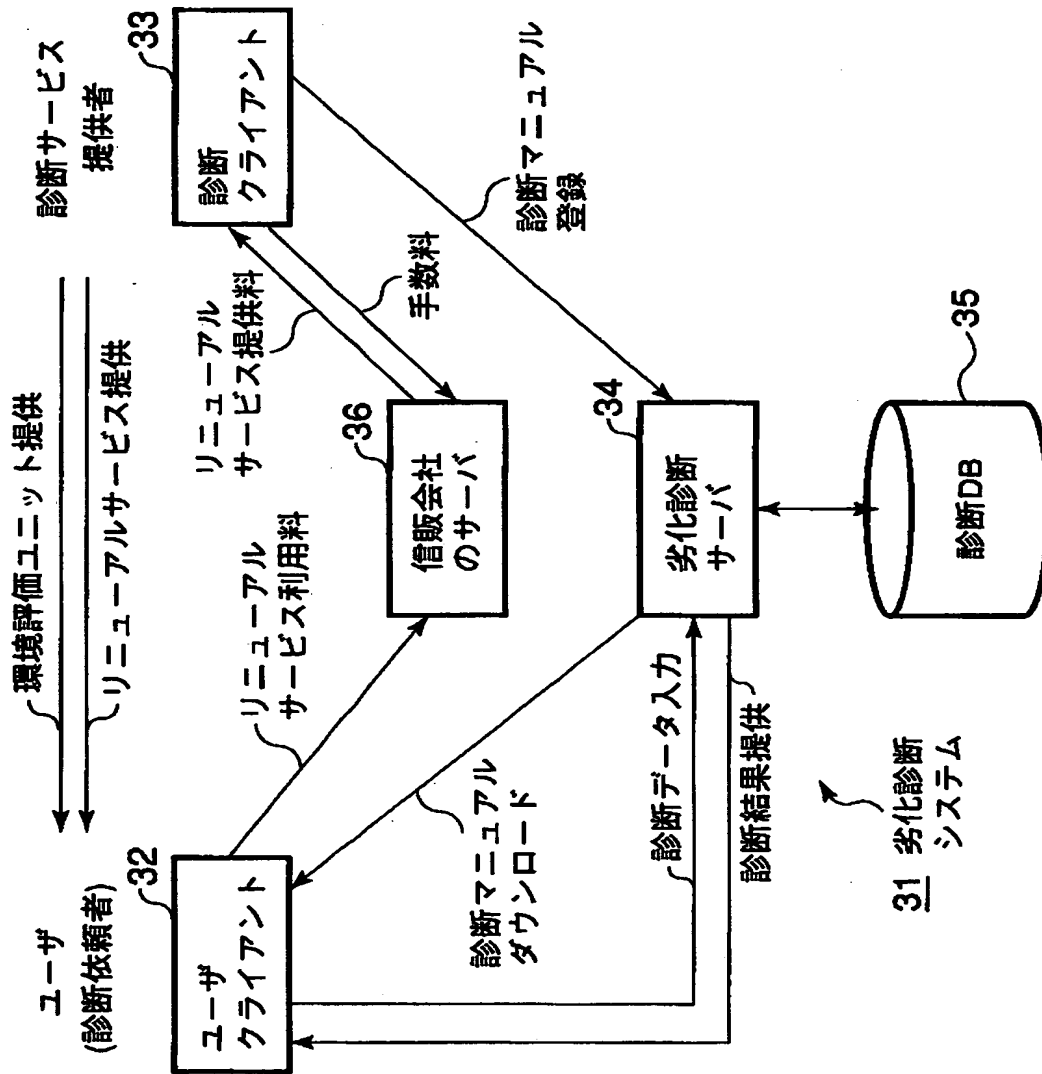 ユーザ
(診断依頼者)
環境評価ユニット提供
リニューアルサービス提供
診断サービス
提供者
32
ユーザ
クライアント
33
診断
クライアント
リニューアル
サービス利用料
リニューアル
サービス提供料
手数料
36
信販会社
のサーバ
診断マニュアル
ダウンロード
診断マニュアル
登録
診断データ入力
診断結果提供
34
劣化診断
サーバ
35
診断DB
31 劣化診断
システム